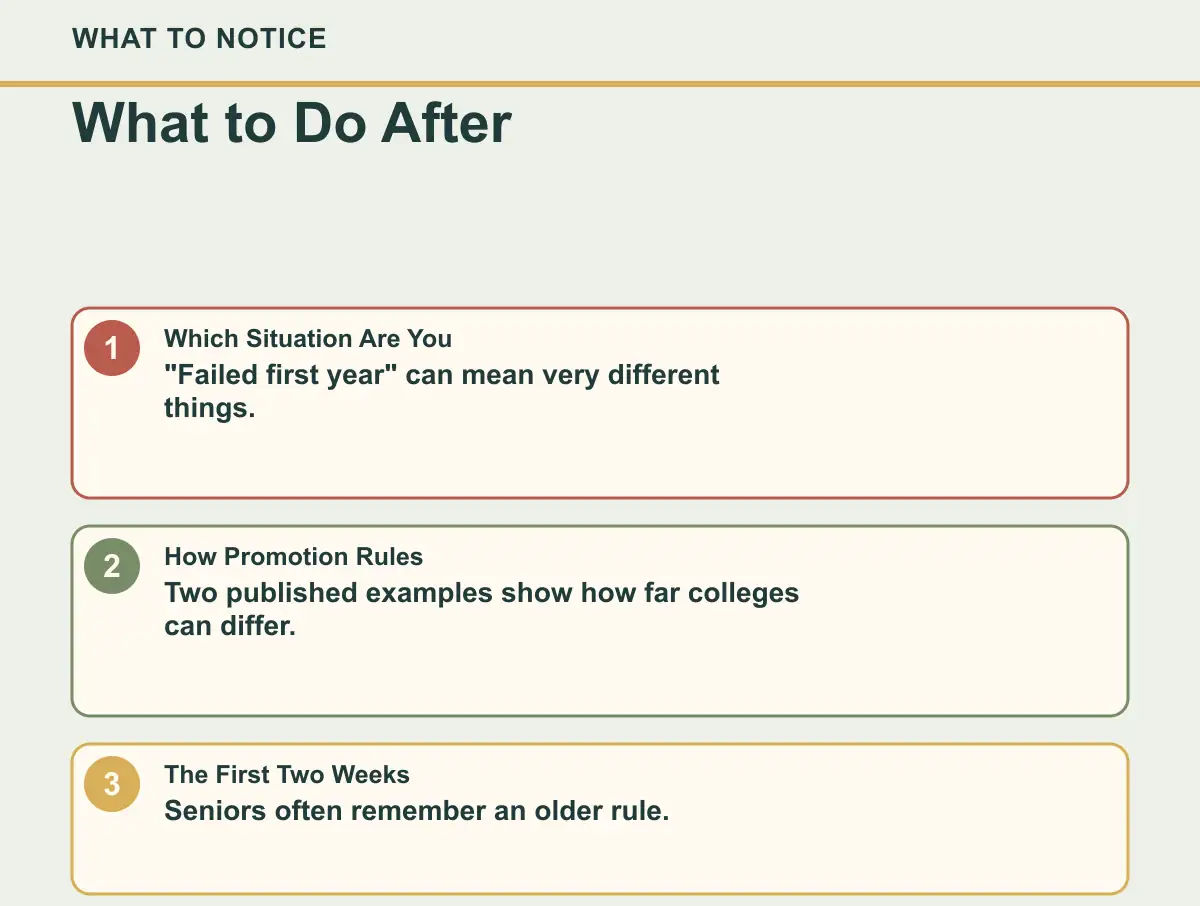 WHAT TO NOTICE
What to Do After
1
Which Situation Are You
"Failed first year" can mean very different
things.
2
How Promotion Rules
Two published examples show how far colleges
can differ.
3
The First Two Weeks
Seniors often remember an older rule.